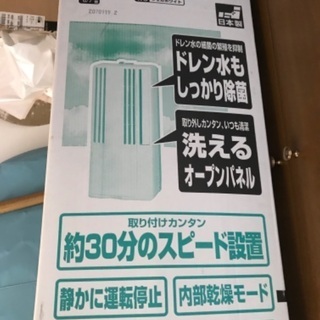 日本製
ドレン水の細菌の繁殖を抑制
ドレン水も
しっかり除菌
取り外しカンタン、いつも清潔
洗える
オープンパネル
取り付けカンタン
約30分のスピード設置
静かに運転停止
内部乾燥モード